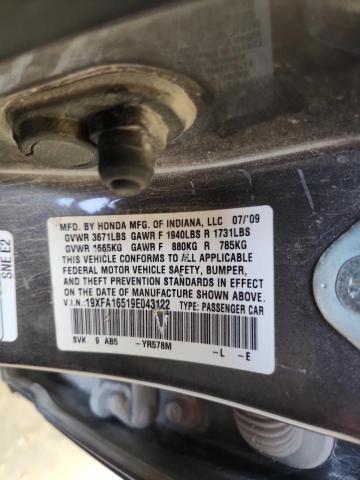 MFD. BY HONDA MFG. OF INDIANA, LLC 07/'09
GVWR 3671LBS GAWR F 1940LBS R 1731LBS
GVWR 1665KG GAWR F 880KG R 785KG
THIS VEHICLE CONFORMS TO ALL APPLICABLE
FEDERAL MOTOR VEHICLE SAFETY, BUMPER,
AND THEFT PREVENTION STANDARDS IN EFFECT ON
THE DATE OF MANUFACTURE SHOWN ABOVE.
V.I.N: 19XFA16519E043122 TYPE: PASSENGER CAR
SVK 9 AB5 -YR578M -L -E
SNE E2